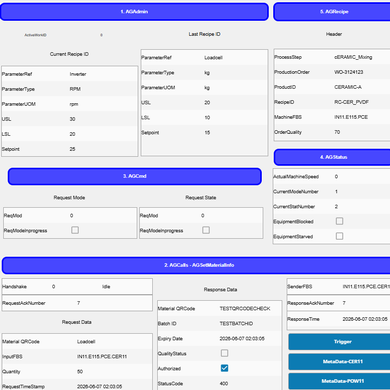 1. AGAdmin
ActiveWordID 0
Last Recipe ID
Current Recipe ID
ParameterRef Inverter
ParameterType RPM
ParameterUOM rpm
USL 30
LSL 20
Setpoint 25
ParameterRef Loadcell
ParameterType kg
ParameterUOM kg
USL 20
LSL 10
Setpoint 15
5. AGRecipe
Header
ProcessStep cERAMIC_Mixing
ProductionOrder WO-3124123
ProductID CERAMIC-A
RecipeID RC-CER_PVDF
MachineFBS IN11.E115.PCE
OrderQuality 70
3. AGCmd
Request Mode
Request State
ReqMod 0
ReqModeInprogress
ReqMod 0
ReqModeInprogress
4. AGStatus
ActualMachineSpeed 0
CurrentModeNumber 1
CurrentStatNumber 2
EquipmentBlocked
EquipmentStarved
2. AGCalls - AGSetMaterialInfo
Handshake 0 Idle
RequestAckNumber 7
Request Data
Material QRCode Loadcell
InputFBS IN11.E115.PCE.CER11
Quantity 50
RequestTimeStamp 2026-06-07 02:03:05
Response Data
Material QRCode TESTQRCODECHECK
Batch ID TESTBATCHID
Expiry Date 2026-06-07 02:03:05
QualityStatus
Authorized
StatusCode 400
SenderFBS IN11.E115.PCE.CER11
ResponseAckNumber 7
ResponseTime 2026-06-07 02:03:05
Trigger
MetaData-CER11
MetaData-POW11